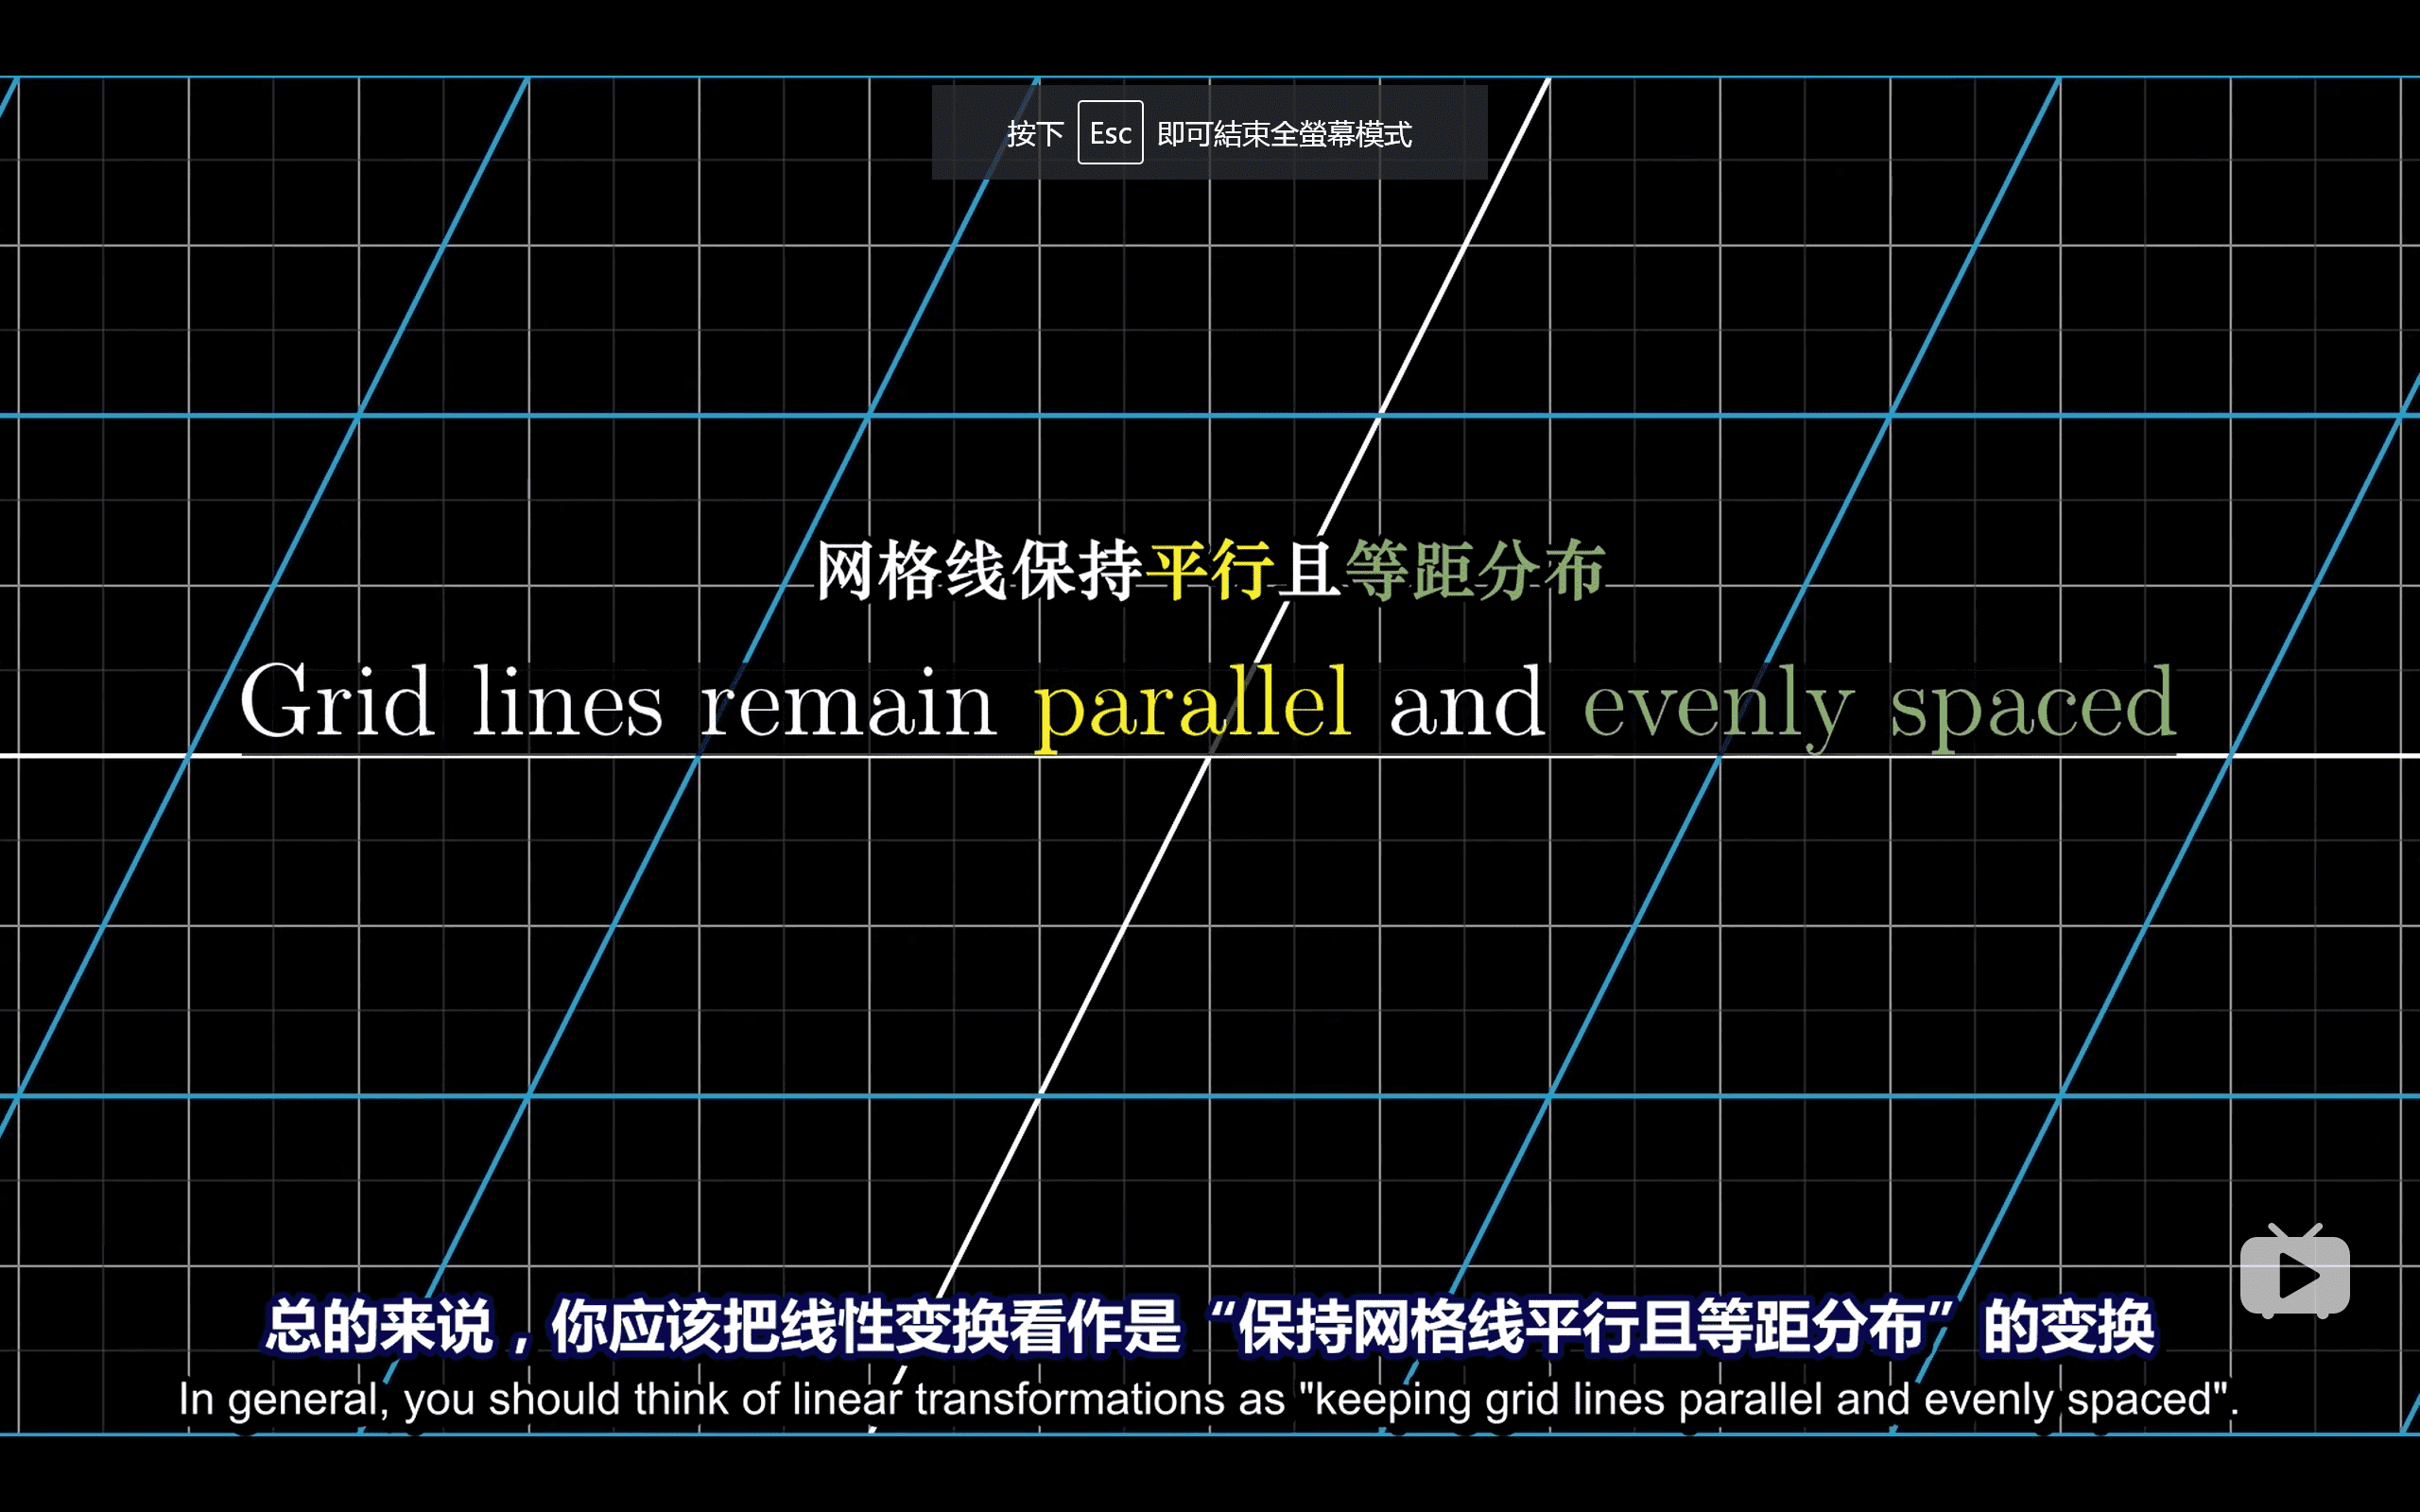 按下 Esc 即可結束全螢幕模式
网格线保持平行且等距分布
Grid lines remain parallel and evenly spaced
总的来说，你应该把线性变换看作是“保持网格线平行且等距分布”的变换
In general, you should think of linear transformations as "keeping grid lines parallel and evenly spaced".